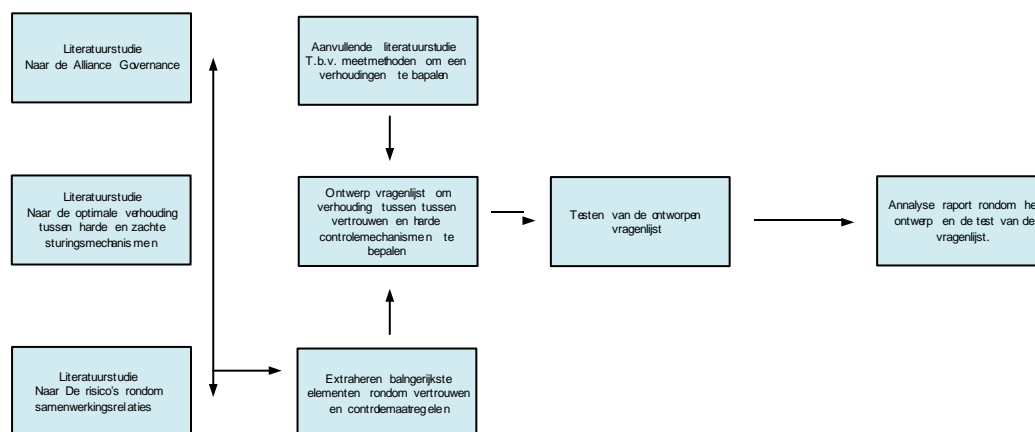 Literatuurstudie
Naar de Alliance Governance
Literatuurstudie
Naar de optimale verhouding
tussen harde en zachte
sturingsmechanismen
Literatuurstudie
Naar De risico's rondom
samenwerkingsrelaties
Aanvullende literatuurstudie
T.b.v. meetmethoden om een
verhoudingen te bapalen
Ontwerp vragenlijst om
verhouding tussen tussen
vertrouwen en harde
controlemechanismen te
bepalen
Extraheren balngerijkste
elementen rondom vertrouwen
en controlemaatregelen
Testen van de ontworpen
vragenlijst
Annalyse raport rondom he
ontwerp en de test van de
vragenlijst.